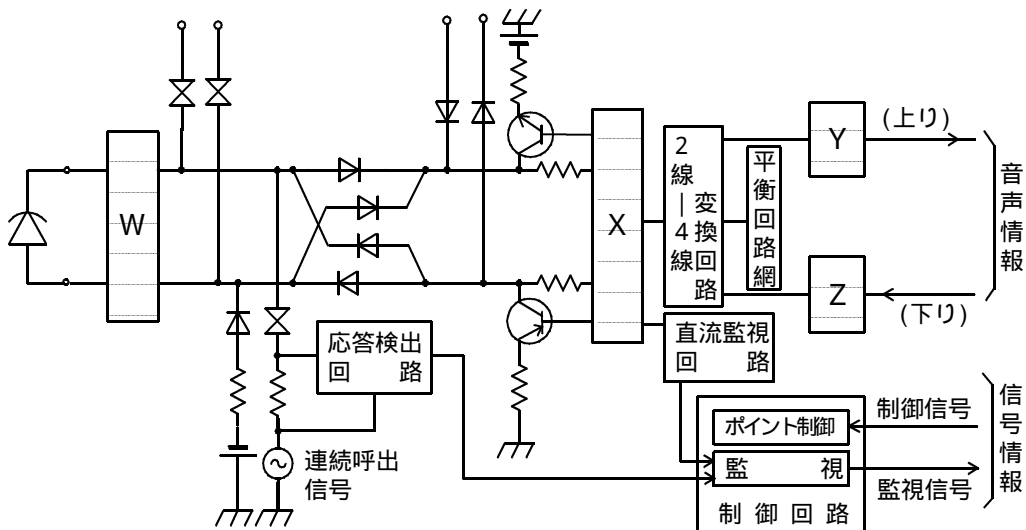 W
X
Y
Z
2線―4線
変換回路
平衡回路網
(上り)
(下り)
音声情報
応答検出
回 路
直流監視
回 路
連続呼出
信号
ポイント制御
監 視
制 御 回 路
制御信号
監視信号
信号情報